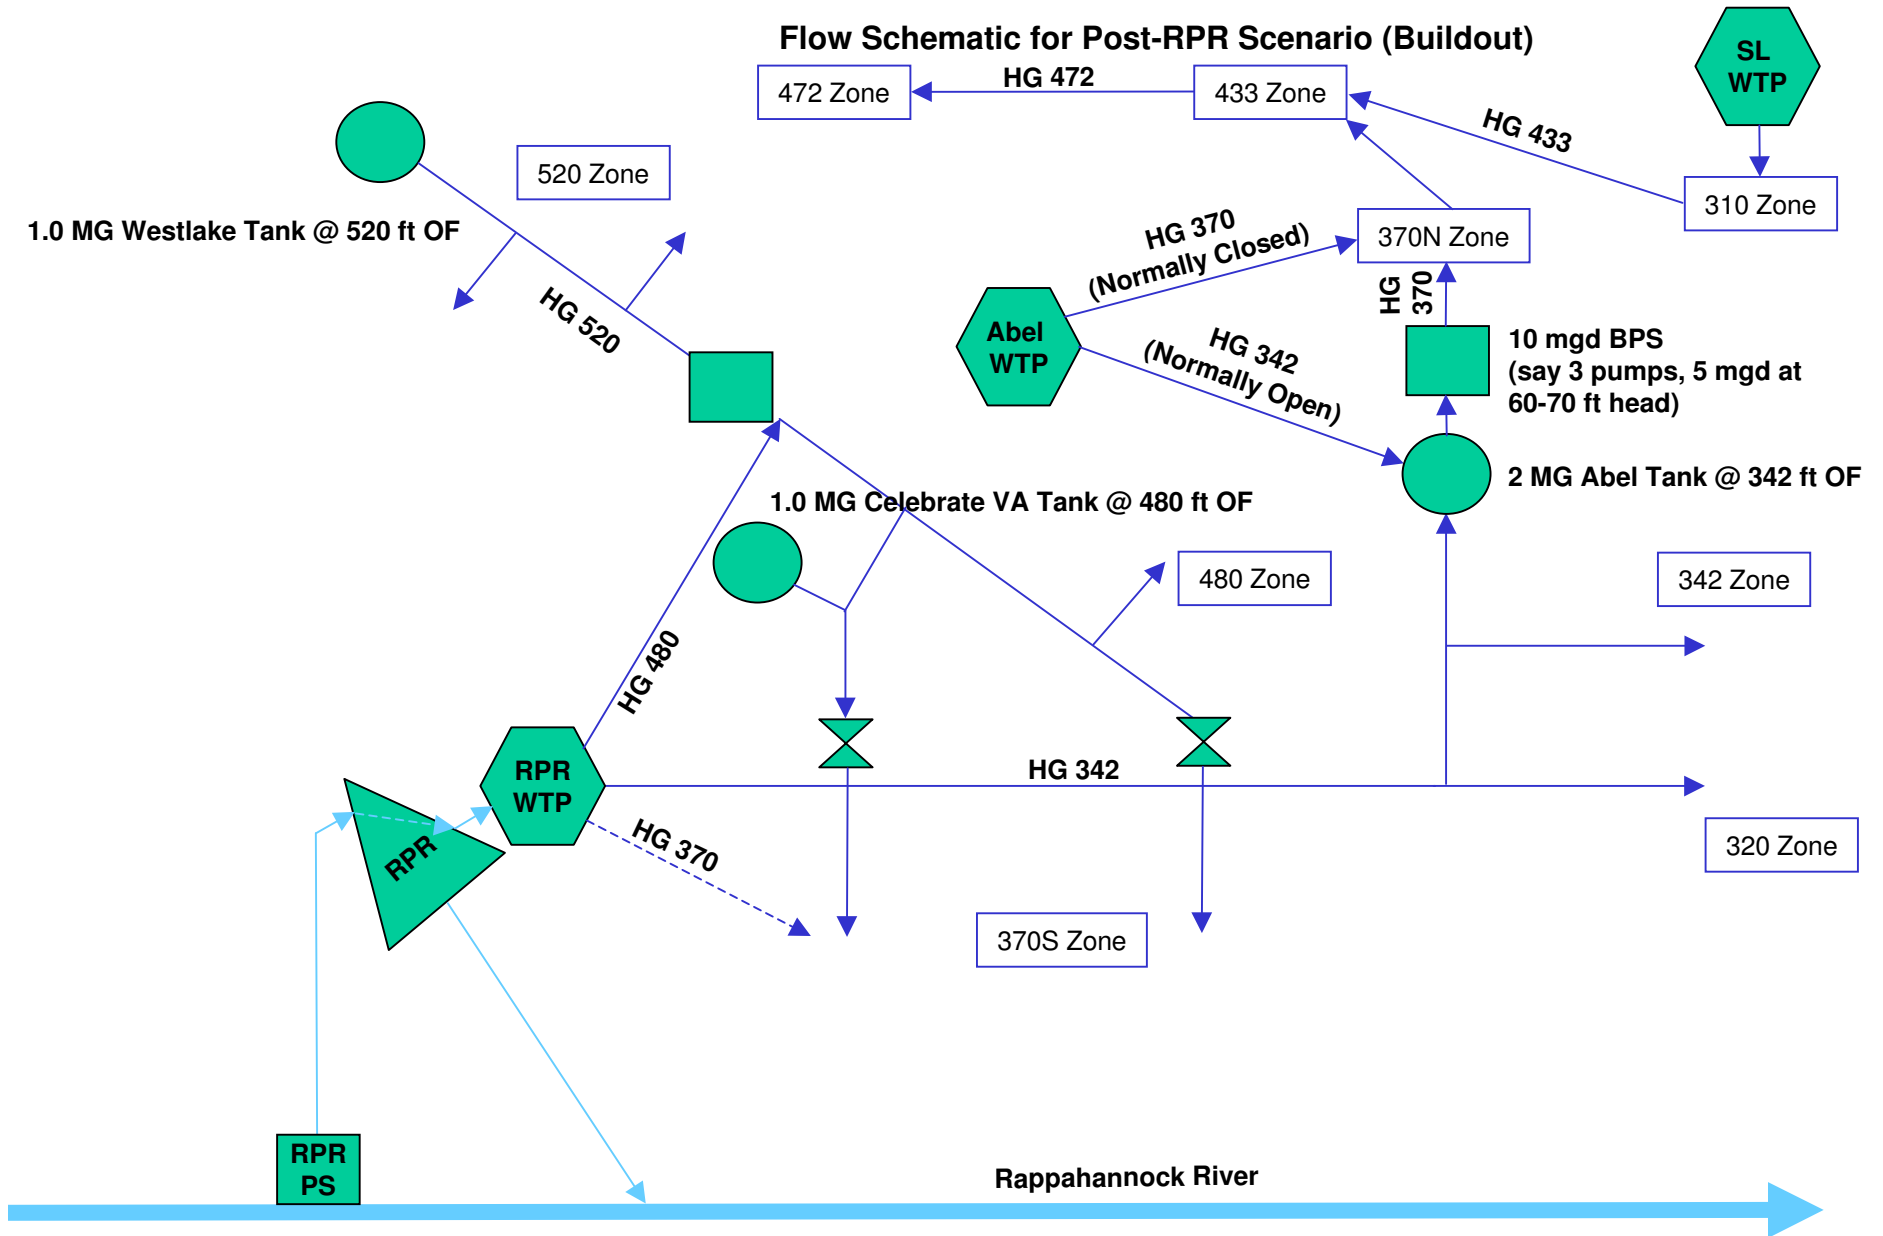 Flow Schematic for Post-RPR Scenario (Buildout)
SL
WTP
472 Zone
HG 472
433 Zone
HG 433
310 Zone
520 Zone
1.0 MG Westlake Tank @ 520 ft OF
HG 520
HG 370
(Normally Closed)
370N Zone
HG
370
Abel
WTP
HG 342
(Normally Open)
10 mgd BPS
(say 3 pumps, 5 mgd at
60-70 ft head)
2 MG Abel Tank @ 342 ft OF
1.0 MG Celebrate VA Tank @ 480 ft OF
480 Zone
342 Zone
HG 480
RPR
WTP
HG 342
HG 370
RPR
320 Zone
370S Zone
RPR
PS
Rappahannock River